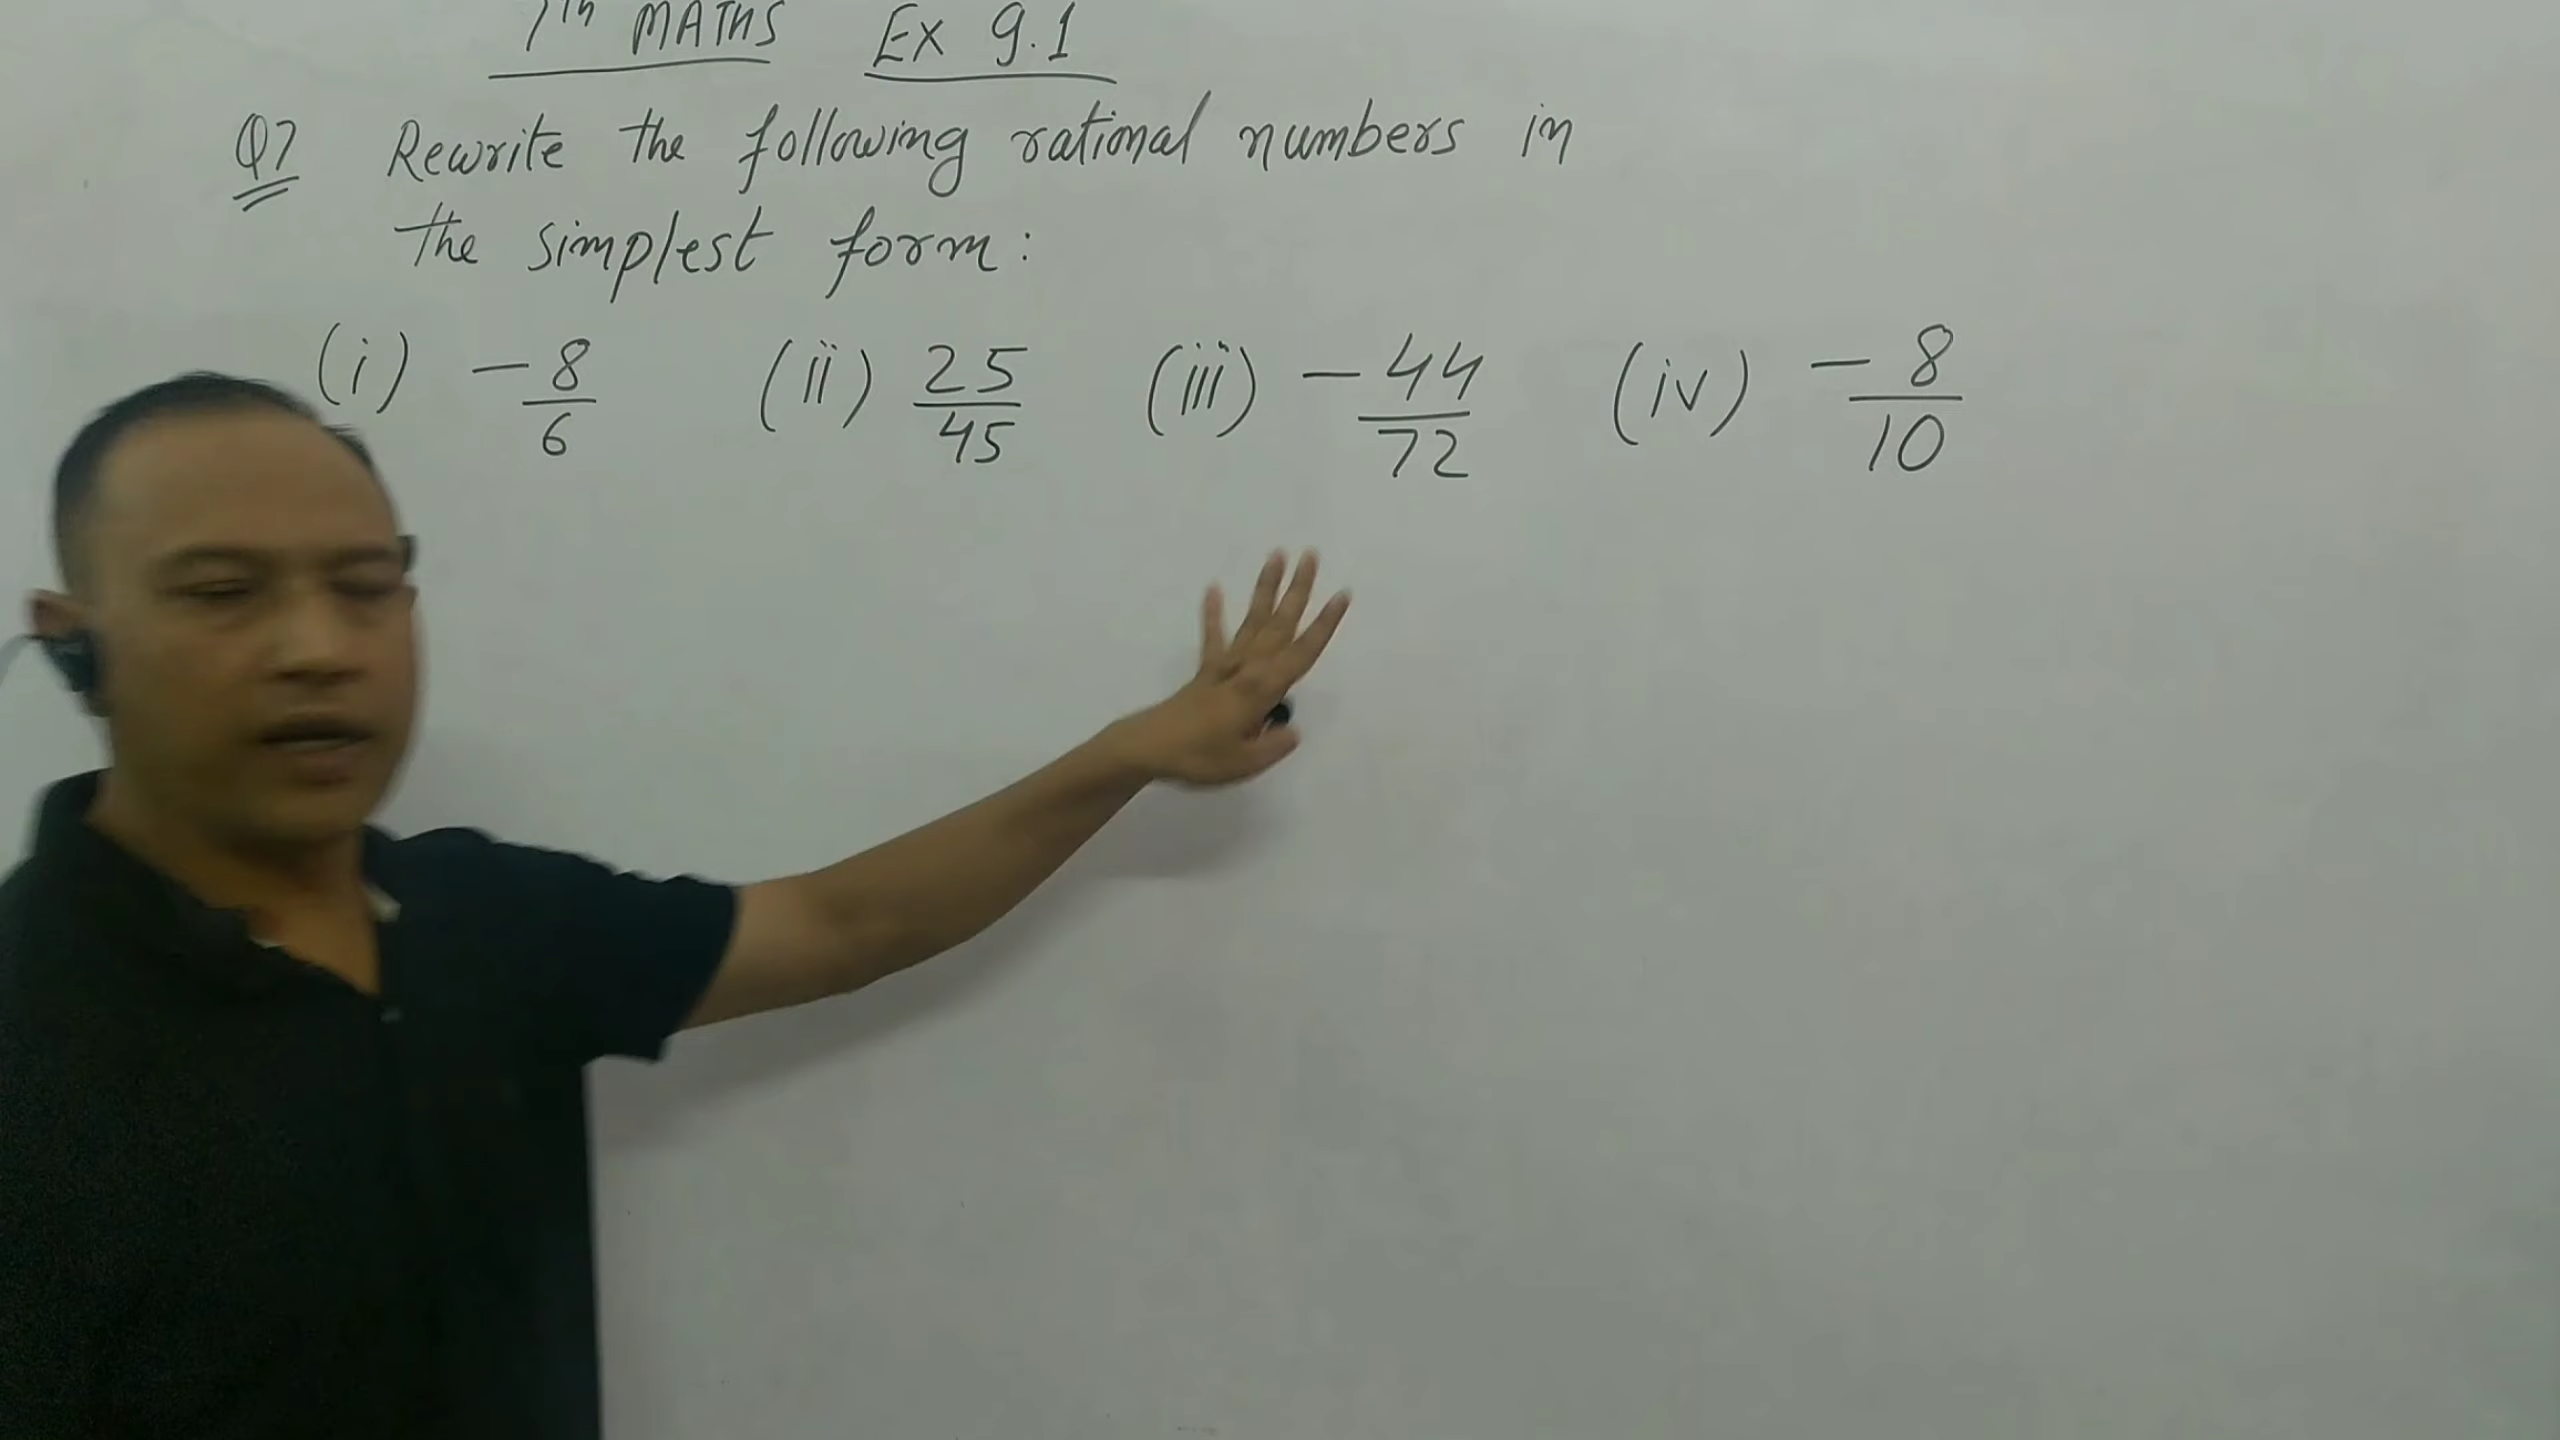 7th MATHS Ex 9.1
Q7 Rewrite the following rational numbers in
the simplest form:
(i) -8/6 (ii) 25/45 (iii) -44/72 (iv) -8/10